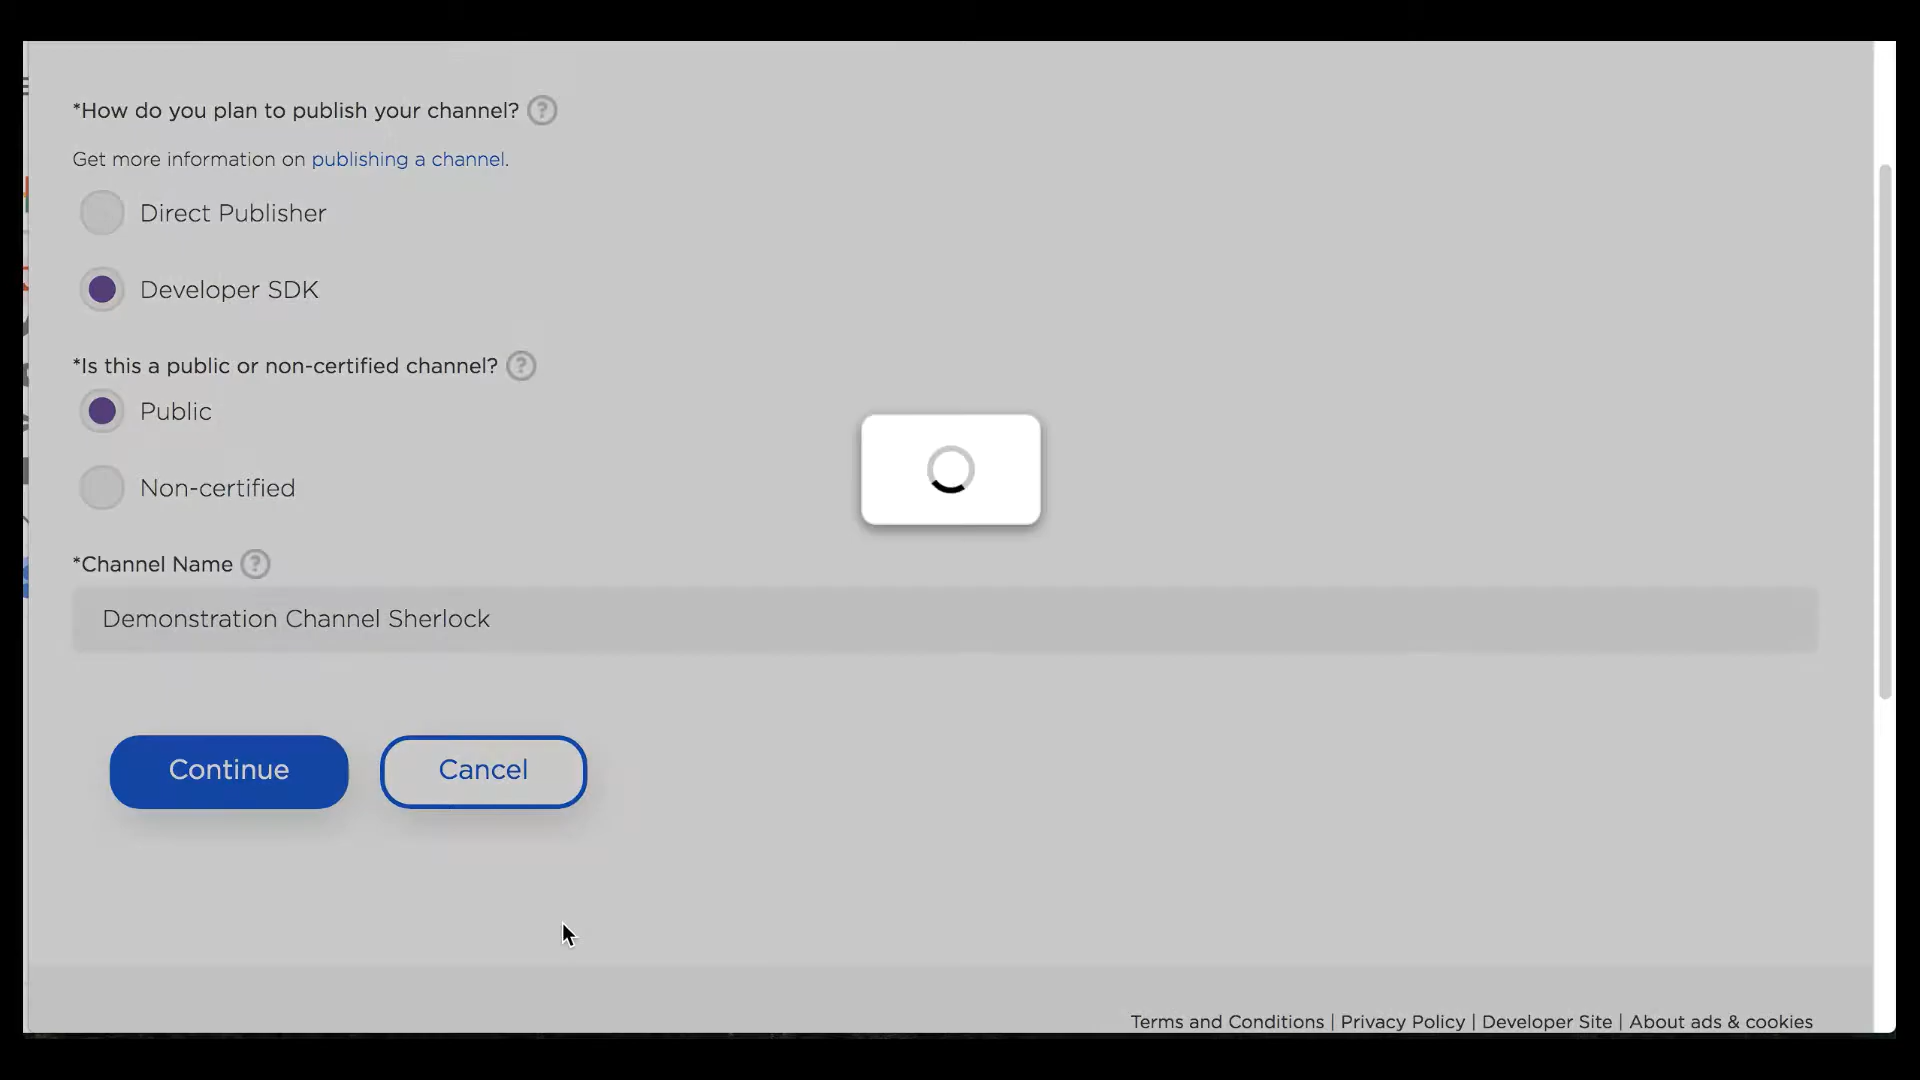 *How do you plan to publish your channel? ?
Get more information on publishing a channel.
Direct Publisher
Developer SDK
*Is this a public or non-certified channel? ?
Public
Non-certified
*Channel Name ?
Demonstration Channel Sherlock
Continue
Cancel
Terms and Conditions | Privacy Policy | Developer Site | About ads & cookies